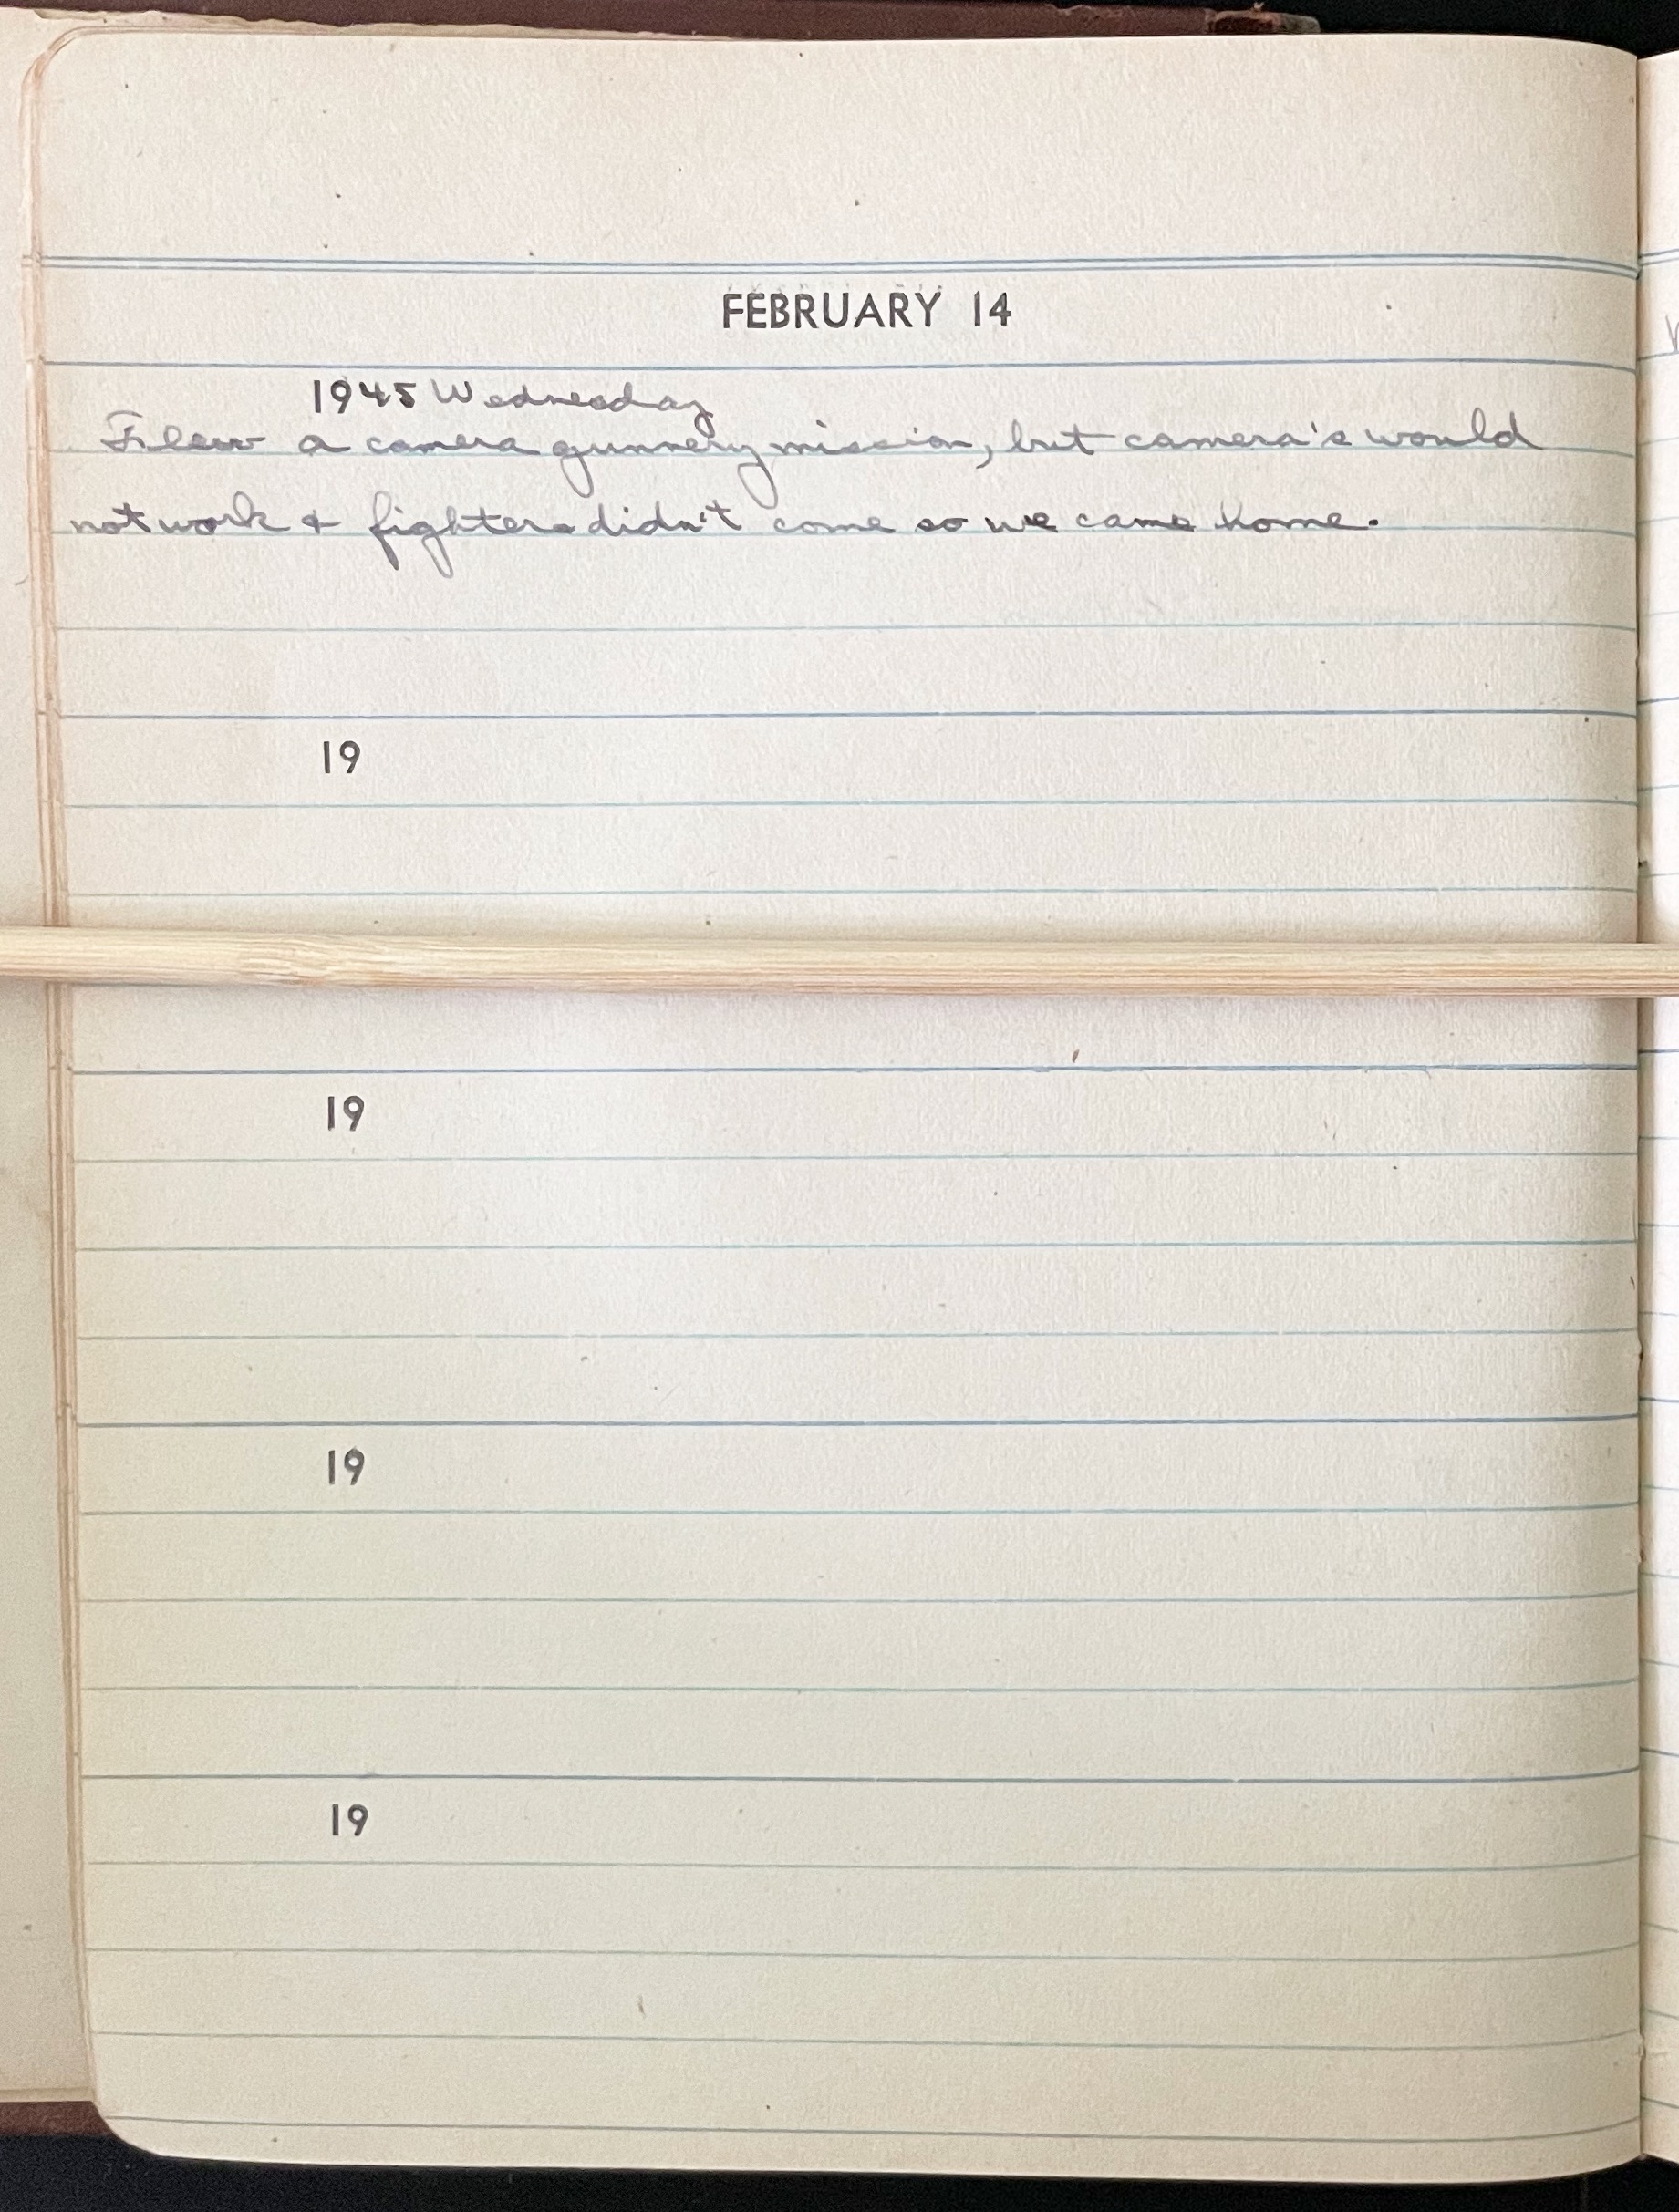 FEBRUARY 14
1945 Wednesday
Flew a camera gunnery mission, but camera's would
not work & fighters didn't come so we came home.
19
19
19
19